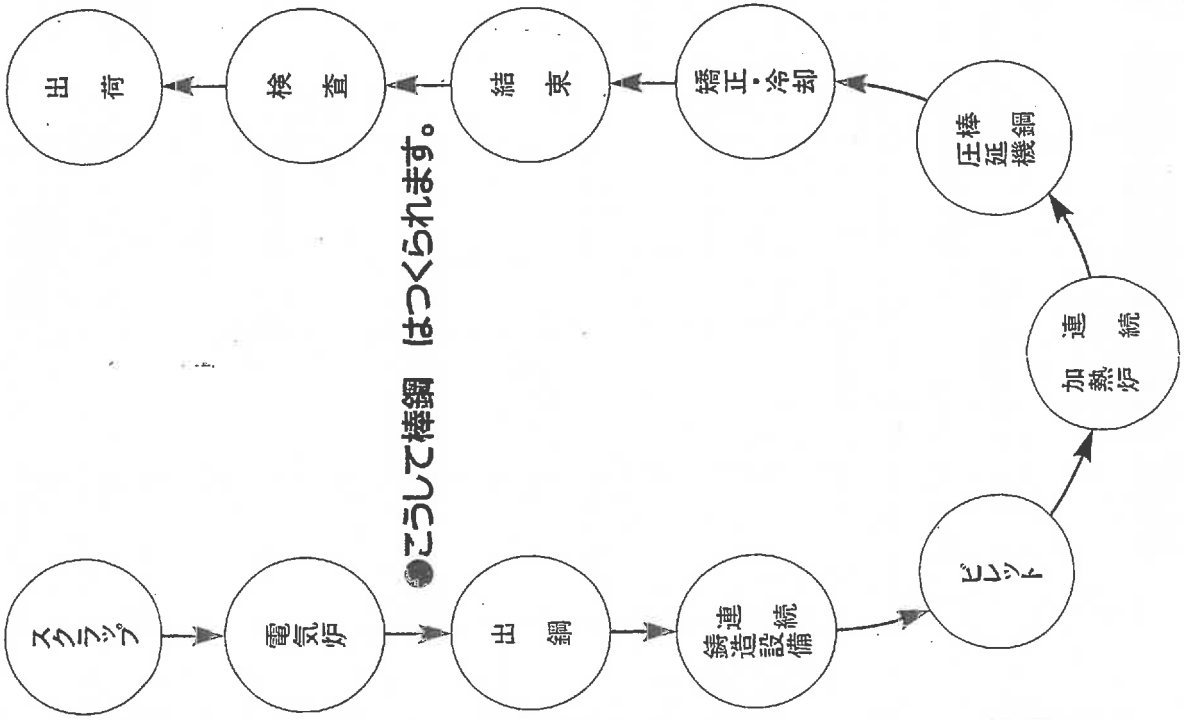 ●こうして棒鋼 はつくられます。
スクラップ
電気炉
出鋼
連続
鋳造設備
ビレット
連続
加熱炉
棒鋼
圧延機
矯正・冷却
結束
検査
出荷